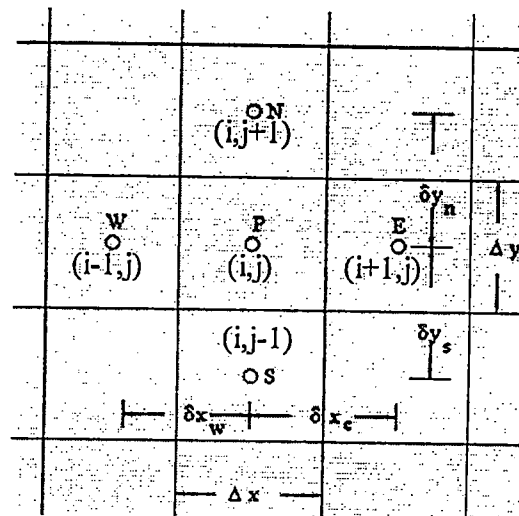 N
(i,j+1)
δy_n
W P E
(i-1,j) (i,j) (i+1,j)
Δy
(i,j-1)
δy_s
S
δx_w δx_e
Δx